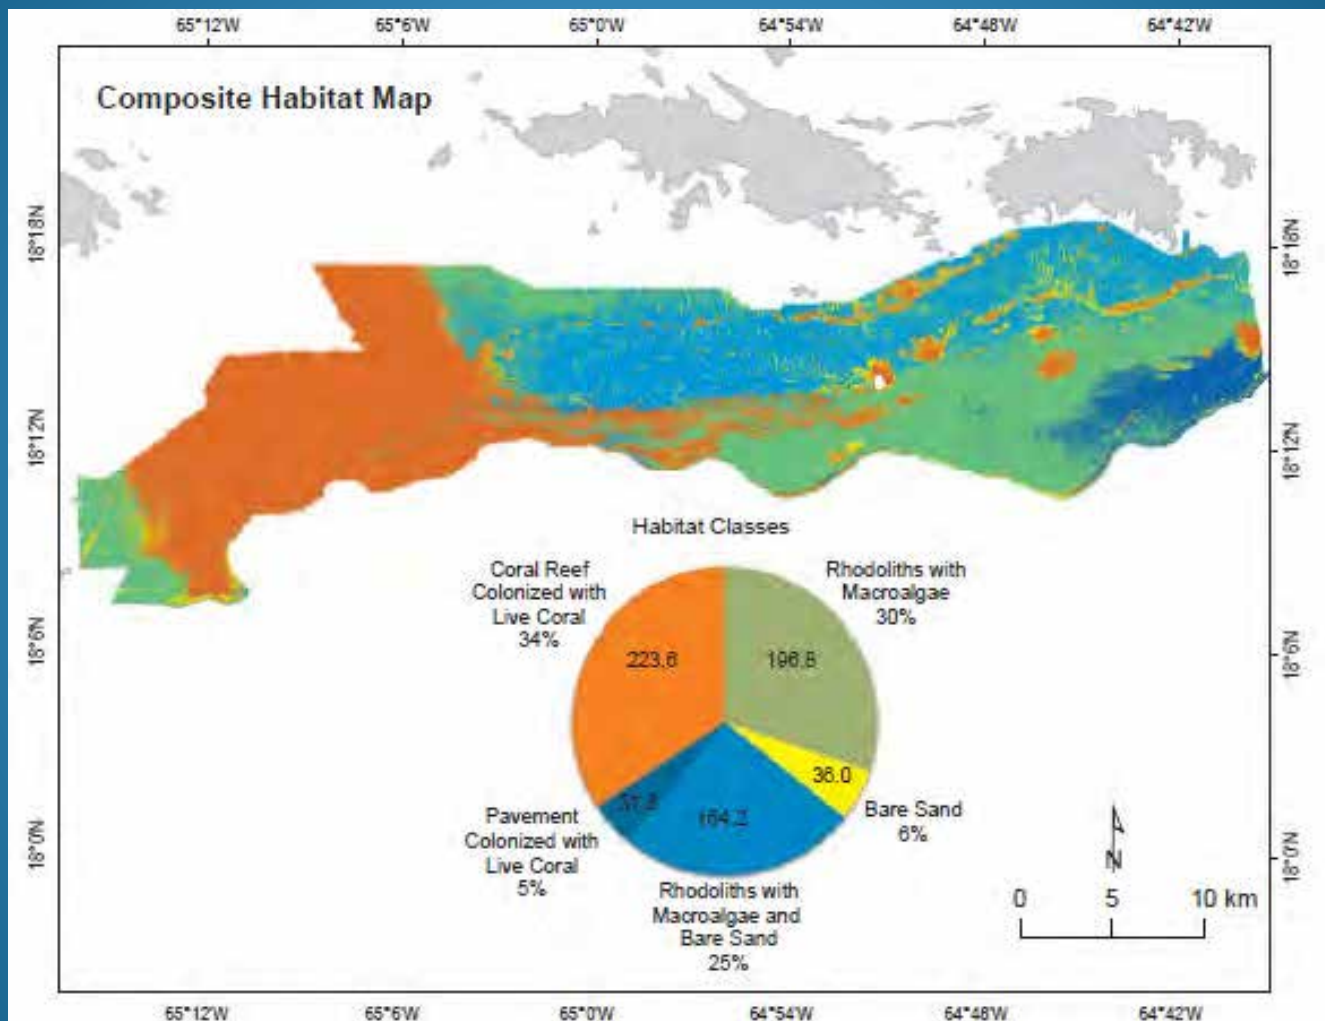 65°12'W 65°6'W 65°0'W 64°54'W 64°48'W 64°42'W
Composite Habitat Map
18°18'N
18°18'N
18°12'N
18°12'N
Habitat Classes
Coral Reef
Colonized with
Live Coral
34%
Rhodoliths with
Macroalgae
30%
223.6
196.8
18°6'N
18°6'N
36.0
164.2
Bare Sand
6%
Pavement
Colonized with
Live Coral
5%
Rhodoliths with
Macroalgae and
Bare Sand
25%
18°0'N
18°0'N
N
0 5 10 km
65°12'W 65°6'W 65°0'W 64°54'W 64°48'W 64°42'W